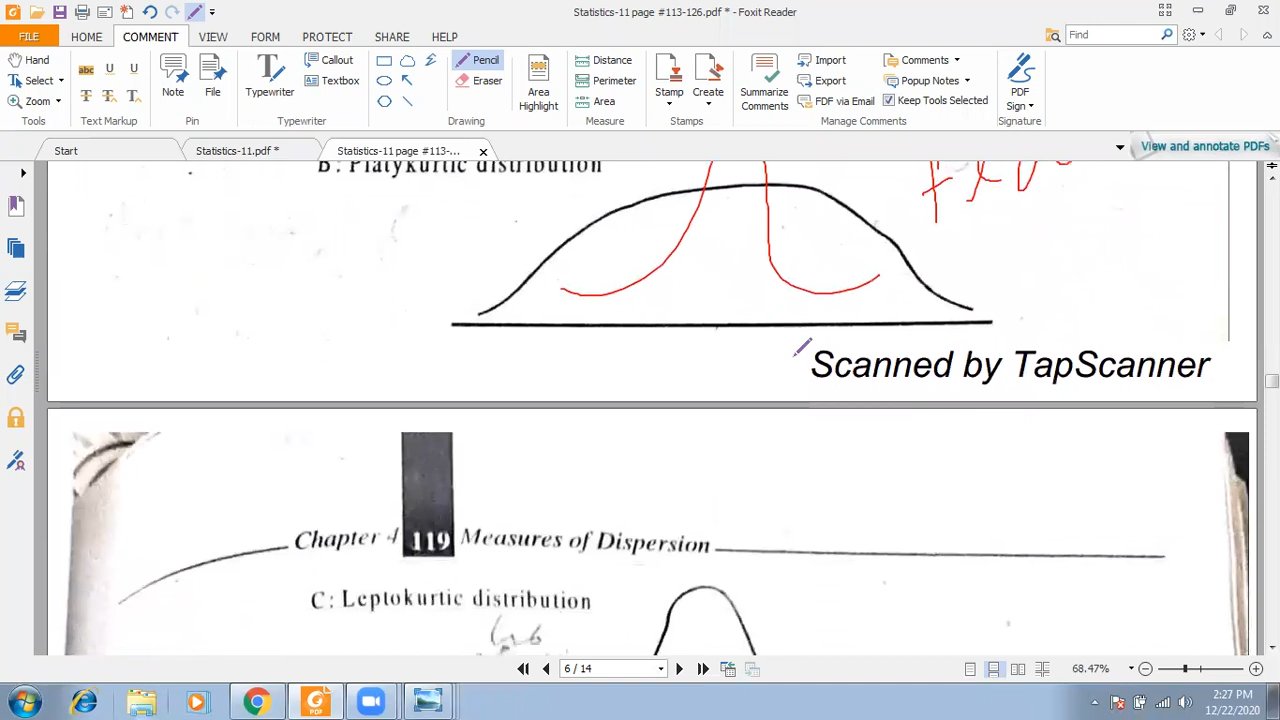 Statistics-11 page #113-126.pdf * - Foxit Reader
FILE
HOME
COMMENT
VIEW
FORM
PROTECT
SHARE
HELP
Find
Hand
Select
Zoom
Tools
Note
File
Pin
abc U U
T T T
Text Markup
Typewriter
Callout
Textbox
Typewriter
Pencil
Eraser
Drawing
Area Highlight
Distance
Perimeter
Area
Measure
Stamp
Create
Stamps
Summarize Comments
Import
Export
FDF via Email
Comments
Popup Notes
Keep Tools Selected
Manage Comments
PDF Sign
Signature
Start
Statistics-11.pdf *
Statistics-11 page #113-...
View and annotate PDFs
B: Platykurtic distribution
Scanned by TapScanner
Chapter 4 119 Measures of Dispersion
C: Leptokurtic distribution
6 / 14
68.47%
2:27 PM
12/22/2020